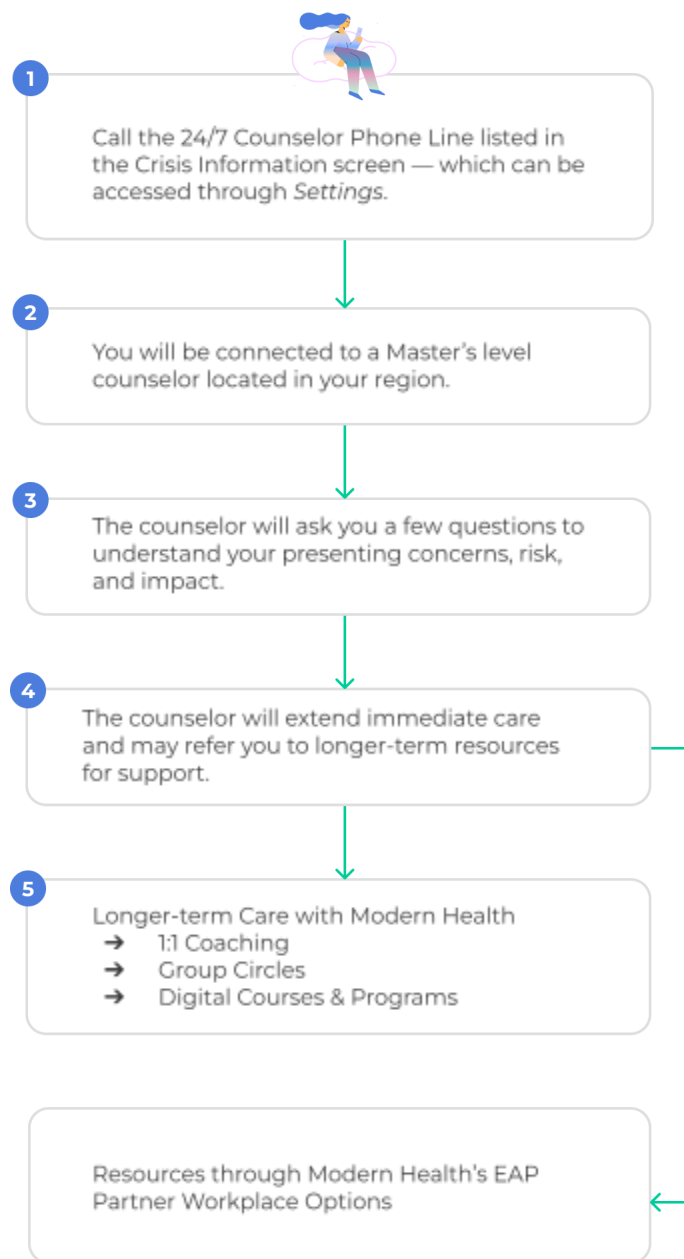 1
Call the 24/7 Counselor Phone Line listed in
the Crisis Information screen — which can be
accessed through Settings.
2
You will be connected to a Master’s level
counselor located in your region.
3
The counselor will ask you a few questions to
understand your presenting concerns, risk,
and impact.
4
The counselor will extend immediate care
and may refer you to longer-term resources
for support.
5
Longer-term Care with Modern Health
➔ 1:1 Coaching
➔ Group Circles
➔ Digital Courses & Programs
Resources through Modern Health’s EAP
Partner Workplace Options